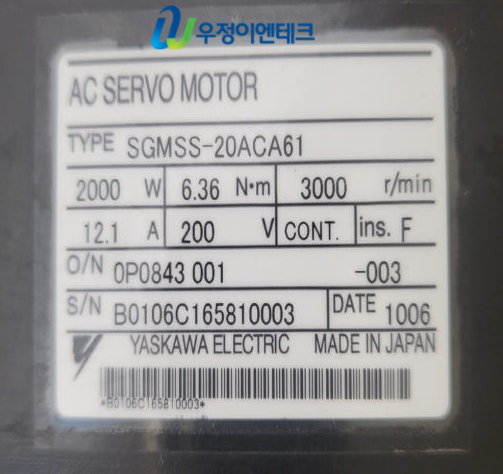 우정이엔테크
AC SERVO MOTOR
TYPE SGMSS-20ACA61
2000 W 6.36 N·m 3000 r/min
12.1 A 200 V CONT. ins. F
O/N 0P0843 001 -003
S/N B0106C165810003 DATE 1006
YASKAWA ELECTRIC MADE IN JAPAN
*B0106C165810003*